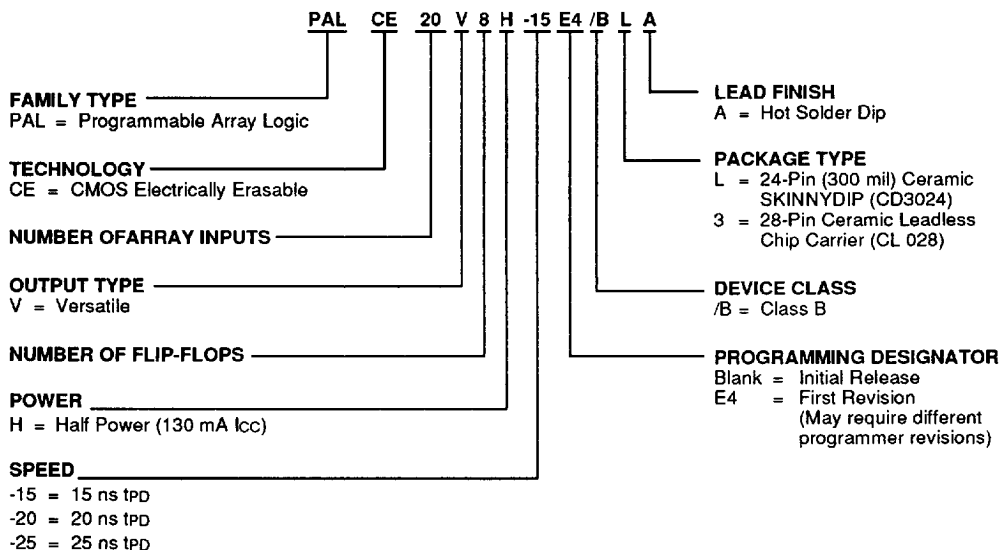 PAL CE 20 V 8 H -15 E4 /B L A
FAMILY TYPE
PAL = Programmable Array Logic
TECHNOLOGY
CE = CMOS Electrically Erasable
NUMBER OFARRAY INPUTS
OUTPUT TYPE
V = Versatile
NUMBER OF FLIP-FLOPS
POWER
H = Half Power (130 mA ICC)
SPEED
-15 = 15 ns tPD
-20 = 20 ns tPD
-25 = 25 ns tPD
LEAD FINISH
A = Hot Solder Dip
PACKAGE TYPE
L = 24-Pin (300 mil) Ceramic
SKINNYDIP (CD3024)
3 = 28-Pin Ceramic Leadless
Chip Carrier (CL 028)
DEVICE CLASS
/B = Class B
PROGRAMMING DESIGNATOR
Blank = Initial Release
E4 = First Revision
(May require different
programmer revisions)